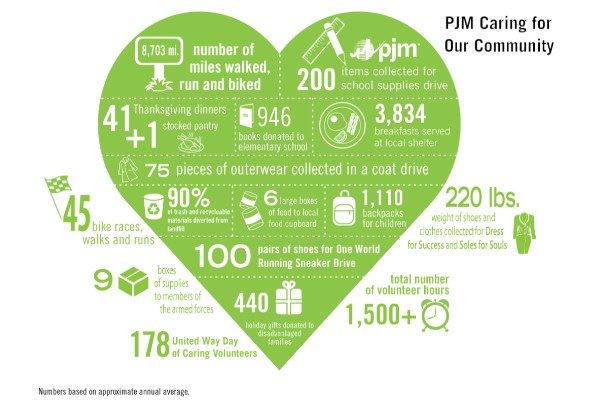 PJM Caring for
Our Community
8,703 mi.
number of
miles walked,
run and biked
pjm
200 items collected for
school supplies drive
41
+1
Thanksgiving dinners
stocked pantry
946
books donated to
elementary school
3,834
breakfasts served
at local shelter
75 pieces of outerwear collected in a coat drive
45 bike races,
walks and runs
90%
of trash and recycleable
materials diverted from
landfill
6 large boxes
of food to local
food cupboard
1,110
backpacks
for children
220 lbs.
weight of shoes and
clothes collected for Dress
for Success and Soles for Souls
100 pairs of shoes for One World
Running Sneaker Drive
9 boxes
of supplies
to members of
the armed forces
440
holiday gifts donated to
disadvantaged
families
total number
of volunteer hours
1,500+
178 United Way Day
of Caring Volunteers
Numbers based on approximate annual average.